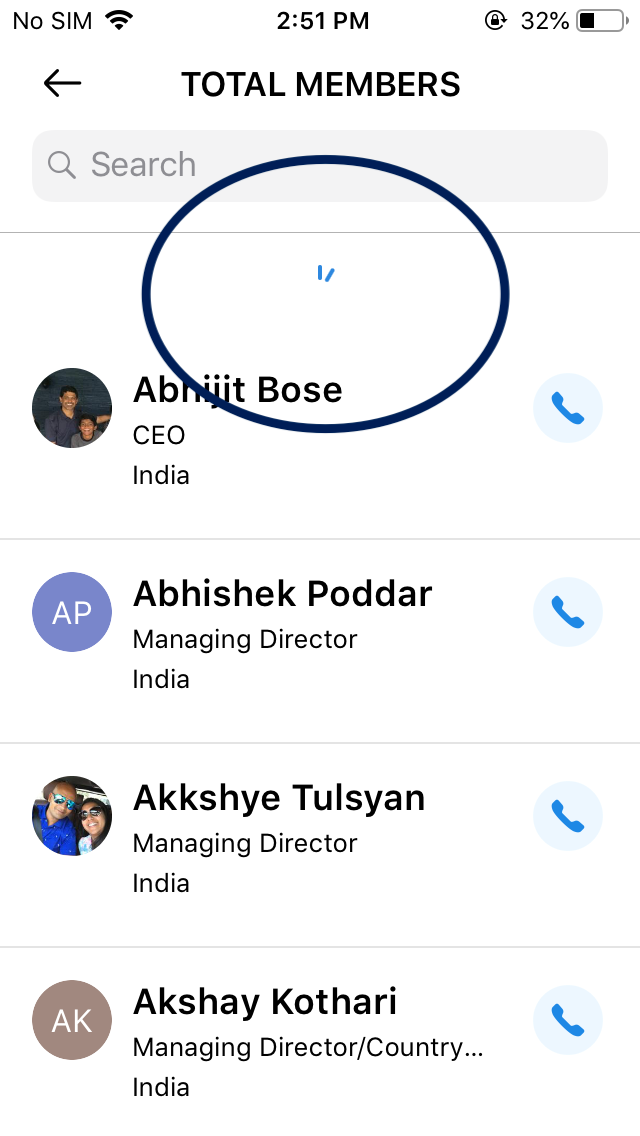 No SIM 2:51 PM 32%
TOTAL MEMBERS
Search
Abhijit Bose
CEO
India
AP
Abhishek Poddar
Managing Director
India
Akkshye Tulsyan
Managing Director
India
AK
Akshay Kothari
Managing Director/Country...
India